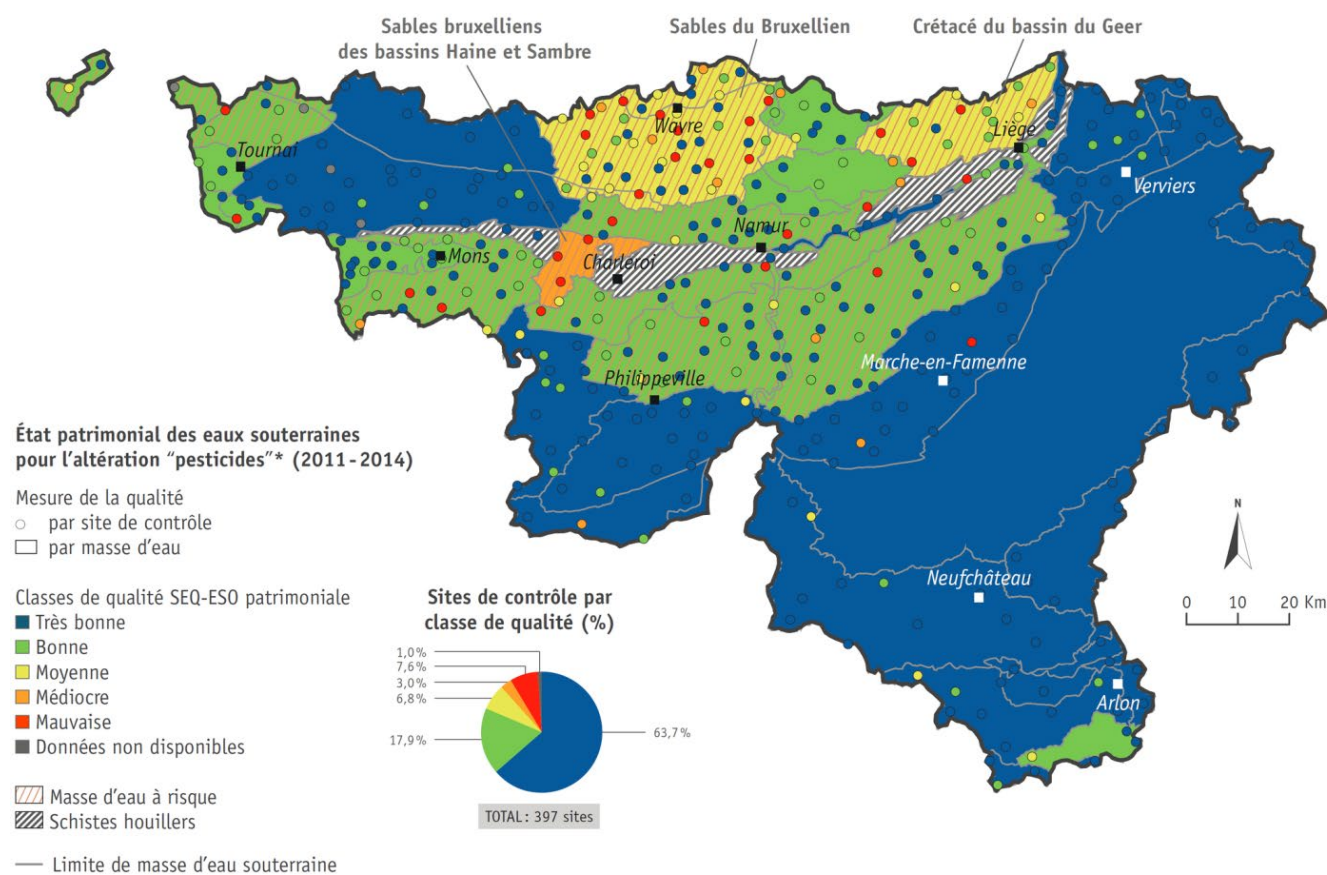 Sables bruxelliens
des bassins Haine et Sambre
Sables du Bruxellien
Crétacé du bassin du Geer
Wavre
Liège
Tournai
Verviers
Namur
Mons
Charleroi
Marche-en-Famenne
Philippeville
Neufchâteau
Arlon
État patrimonial des eaux souterraines
pour l'altération "pesticides"* (2011-2014)
Mesure de la qualité
par site de contrôle
par masse d'eau
Classes de qualité SEQ-ESO patrimoniale
Très bonne
Bonne
Moyenne
Médiocre
Mauvaise
Données non disponibles
Masse d'eau à risque
Schistes houillers
Limite de masse d'eau souterraine
Sites de contrôle par
classe de qualité (%)
1,0%
7,6%
3,0%
6,8%
17,9%
63,7%
TOTAL: 397 sites
N
0 10 20 Km